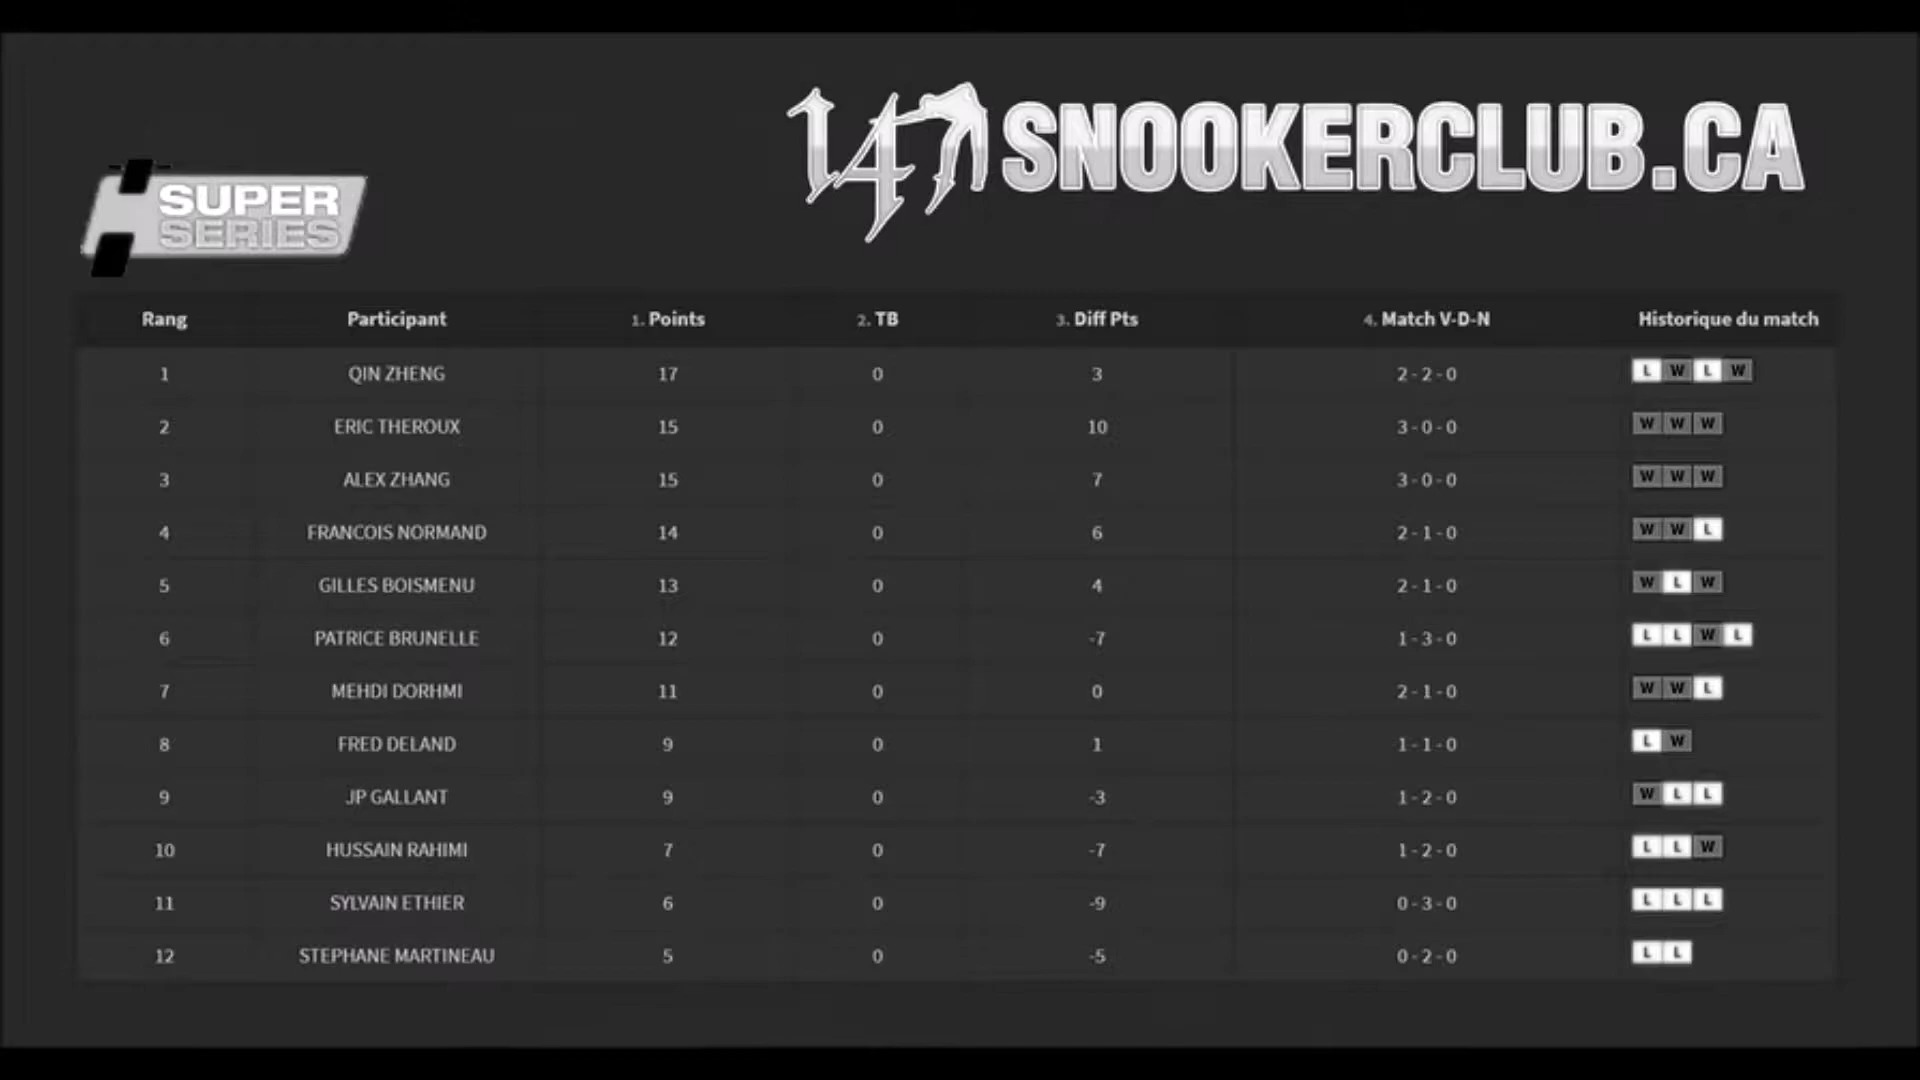 147 SNOOKERCLUB.CA
SUPER
SERIES
Rang Participant 1. Points 2. TB 3. Diff Pts 4. Match V-D-N Historique du match
1 QIN ZHENG 17 0 3 2 - 2 - 0 L W L W
2 ERIC THEROUX 15 0 10 3 - 0 - 0 W W W
3 ALEX ZHANG 15 0 7 3 - 0 - 0 W W W
4 FRANCOIS NORMAND 14 0 6 2 - 1 - 0 W W L
5 GILLES BOISMENU 13 0 4 2 - 1 - 0 W L W
6 PATRICE BRUNELLE 12 0 -7 1 - 3 - 0 L L W L
7 MEHDI DORHMI 11 0 0 2 - 1 - 0 W W L
8 FRED DELAND 9 0 1 1 - 1 - 0 L W
9 JP GALLANT 9 0 -3 1 - 2 - 0 W L L
10 HUSSAIN RAHIMI 7 0 -7 1 - 2 - 0 L L W
11 SYLVAIN ETHIER 6 0 -9 0 - 3 - 0 L L L
12 STEPHANE MARTINEAU 5 0 -5 0 - 2 - 0 L L